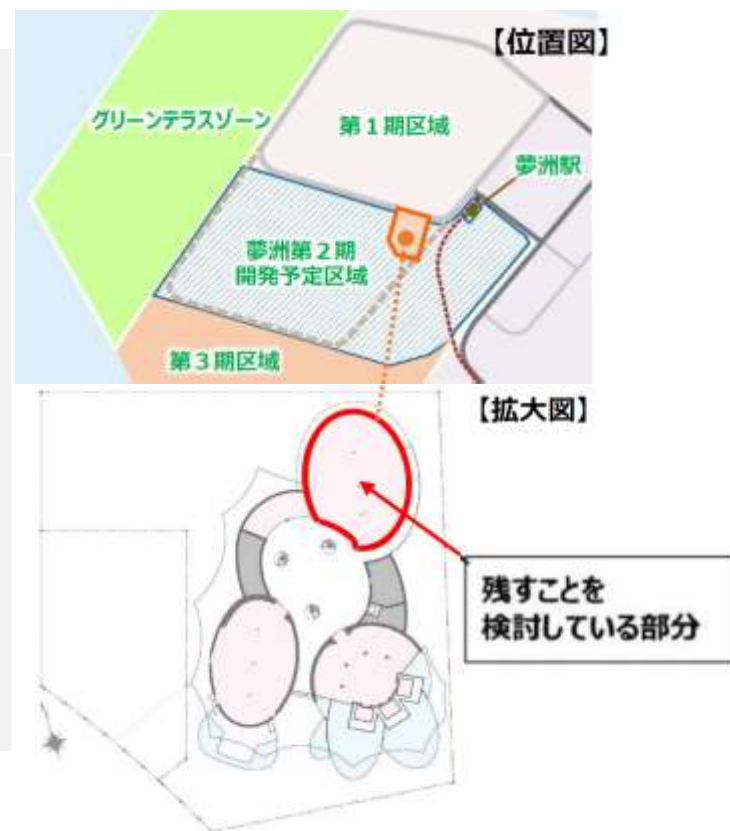 【位置図】
グリーンテラスゾーン
第1期区域
夢洲駅
夢洲第2期
開発予定区域
第3期区域
【拡大図】
残すことを
検討している部分